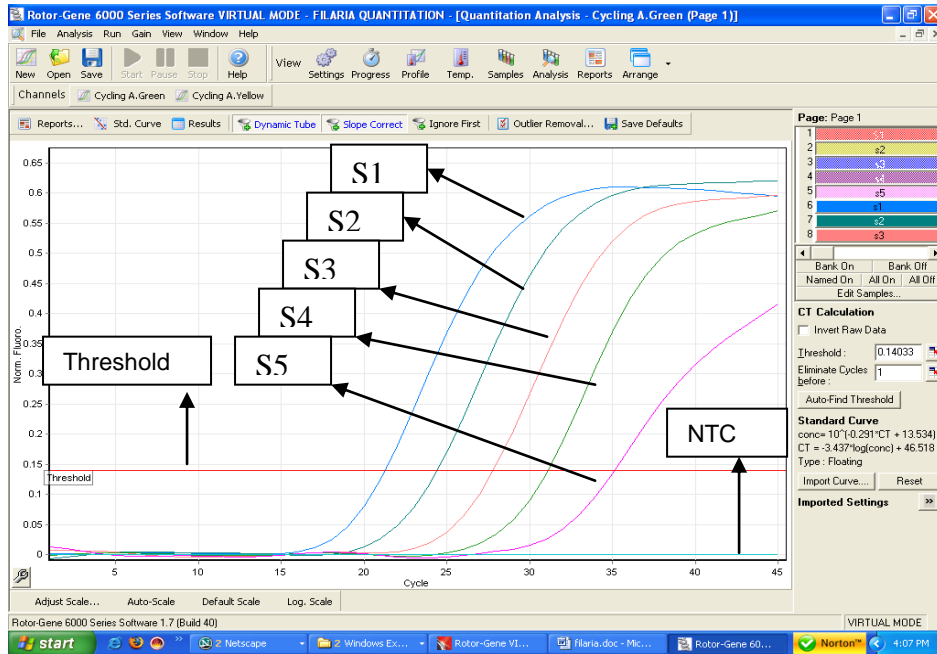 Rotor-Gene 6000 Series Software VIRTUAL MODE - FILARIA QUANTITATION - [Quantitation Analysis - Cycling A.Green (Page 1)]
File Analysis Run Gain View Window Help
New Open Save Start Pause Stop Help View Settings Progress Profile Temp. Samples Analysis Reports Arrange
Channels Cycling A.Green Cycling A.Yellow
Reports... Std. Curve Results Dynamic Tube Slope Correct Ignore First Outlier Removal... Save Defaults
Norm. Fluoro.
0.65
0.6
0.55
0.5
0.45
0.4
0.35
0.3
0.25
0.2
0.15
0.1
0.05
0
S1
S2
S3
S4
S5
Threshold
NTC
Threshold
5 10 15 20 25 30 35 40 45
Cycle
Adjust Scale... Auto-Scale Default Scale Log. Scale
Page: Page 1
1 s1
2 s2
3 s3
4 s4
5 s5
6 s1
7 s2
8 s3
Bank On Bank Off
Named On All On All Off
Edit Samples...
CT Calculation
Invert Raw Data
Threshold : 0.14033
Eliminate Cycles before : 1
Auto-Find Threshold
Standard Curve
conc= 10^(-0.291*CT + 13.534)
CT = -3.437*log(conc) + 46.518
Type : Floating
Import Curve.... Reset
Imported Settings >>
Rotor-Gene 6000 Series Software 1.7 (Build 40) VIRTUAL MODE
start 2 Netscape 2 Windows Ex... Rotor-Gene VI... filaria.doc - Mic... Rotor-Gene 60... Norton™ 4:07 PM